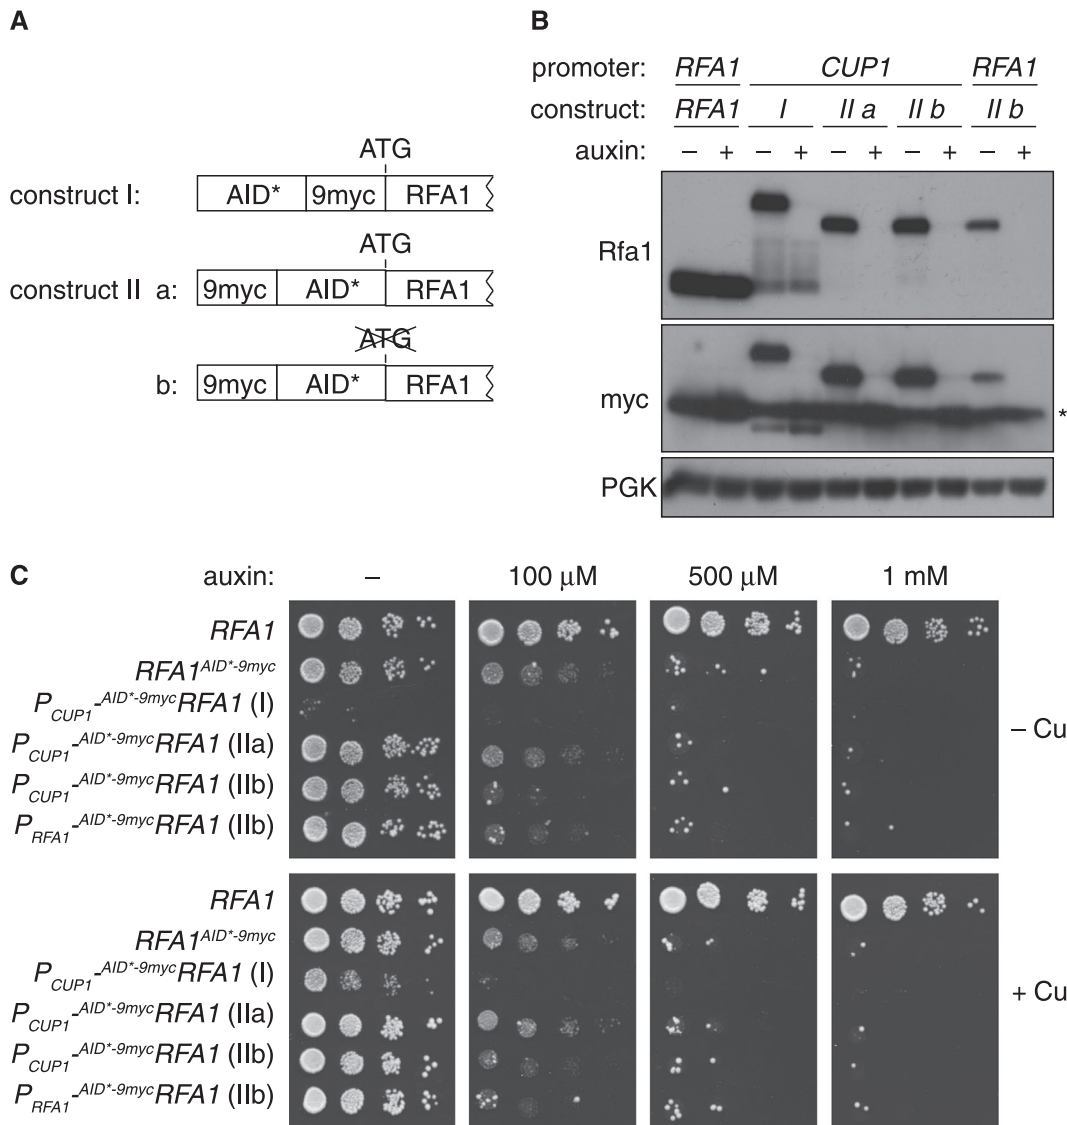 A
ATG
construct I: AID* 9myc RFA1
ATG
construct II a: 9myc AID* RFA1
ATG
b: 9myc AID* RFA1
B
promoter: RFA1 CUP1 RFA1
construct: RFA1 I II a II b II b
auxin: – + – + – + – + – +
Rfa1
myc
*
PGK
C
auxin: – 100 μM 500 μM 1 mM
RFA1
RFA1AID*-9myc
PCUP1-AID*-9mycRFA1 (I)
PCUP1-AID*-9mycRFA1 (IIa)
PCUP1-AID*-9mycRFA1 (IIb)
PRFA1-AID*-9mycRFA1 (IIb)
– Cu
RFA1
RFA1AID*-9myc
PCUP1-AID*-9mycRFA1 (I)
PCUP1-AID*-9mycRFA1 (IIa)
PCUP1-AID*-9mycRFA1 (IIb)
PRFA1-AID*-9mycRFA1 (IIb)
+ Cu